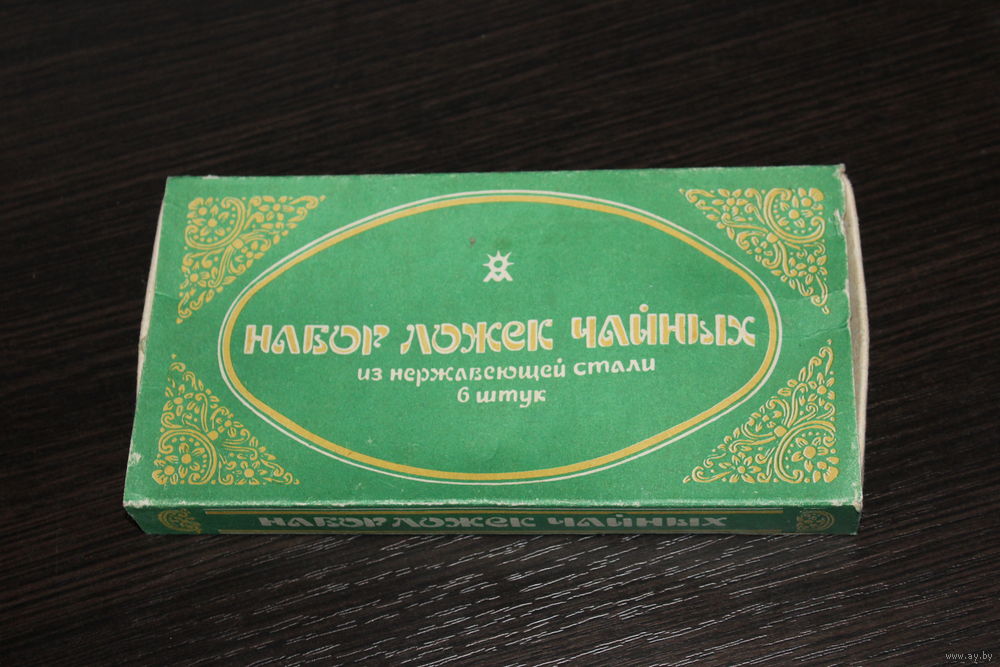 НАБОР ЛОЖЕК ЧАЙНЫХ
из нержавеющей стали
6 штук
НАБОР ЛОЖЕК ЧАЙНЫХ
www.ay.by